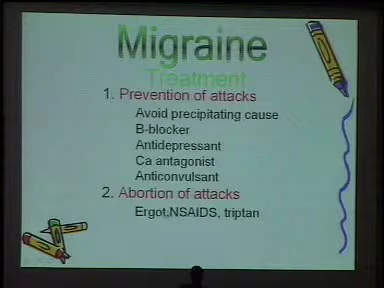 Migraine
Treatment
1. Prevention of attacks
Avoid precipitating cause
B-blocker
Antidepressant
Ca antagonist
Anticonvulsant
2. Abortion of attacks
Ergot,NSAIDS, triptan